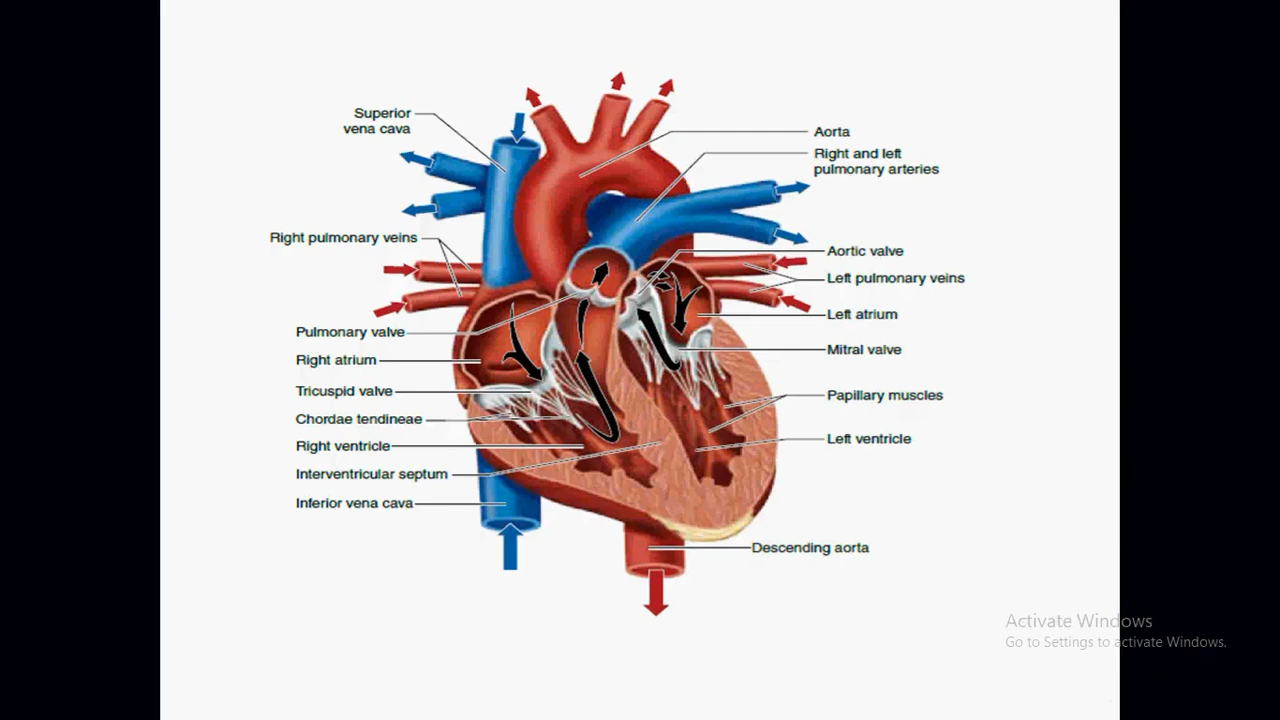 Superior
vena cava
Aorta
Right and left
pulmonary arteries
Right pulmonary veins
Aortic valve
Left pulmonary veins
Left atrium
Pulmonary valve
Mitral valve
Right atrium
Tricuspid valve
Papillary muscles
Chordae tendineae
Left ventricle
Right ventricle
Interventricular septum
Inferior vena cava
Descending aorta
Activate Windows
Go to Settings to activate Windows.